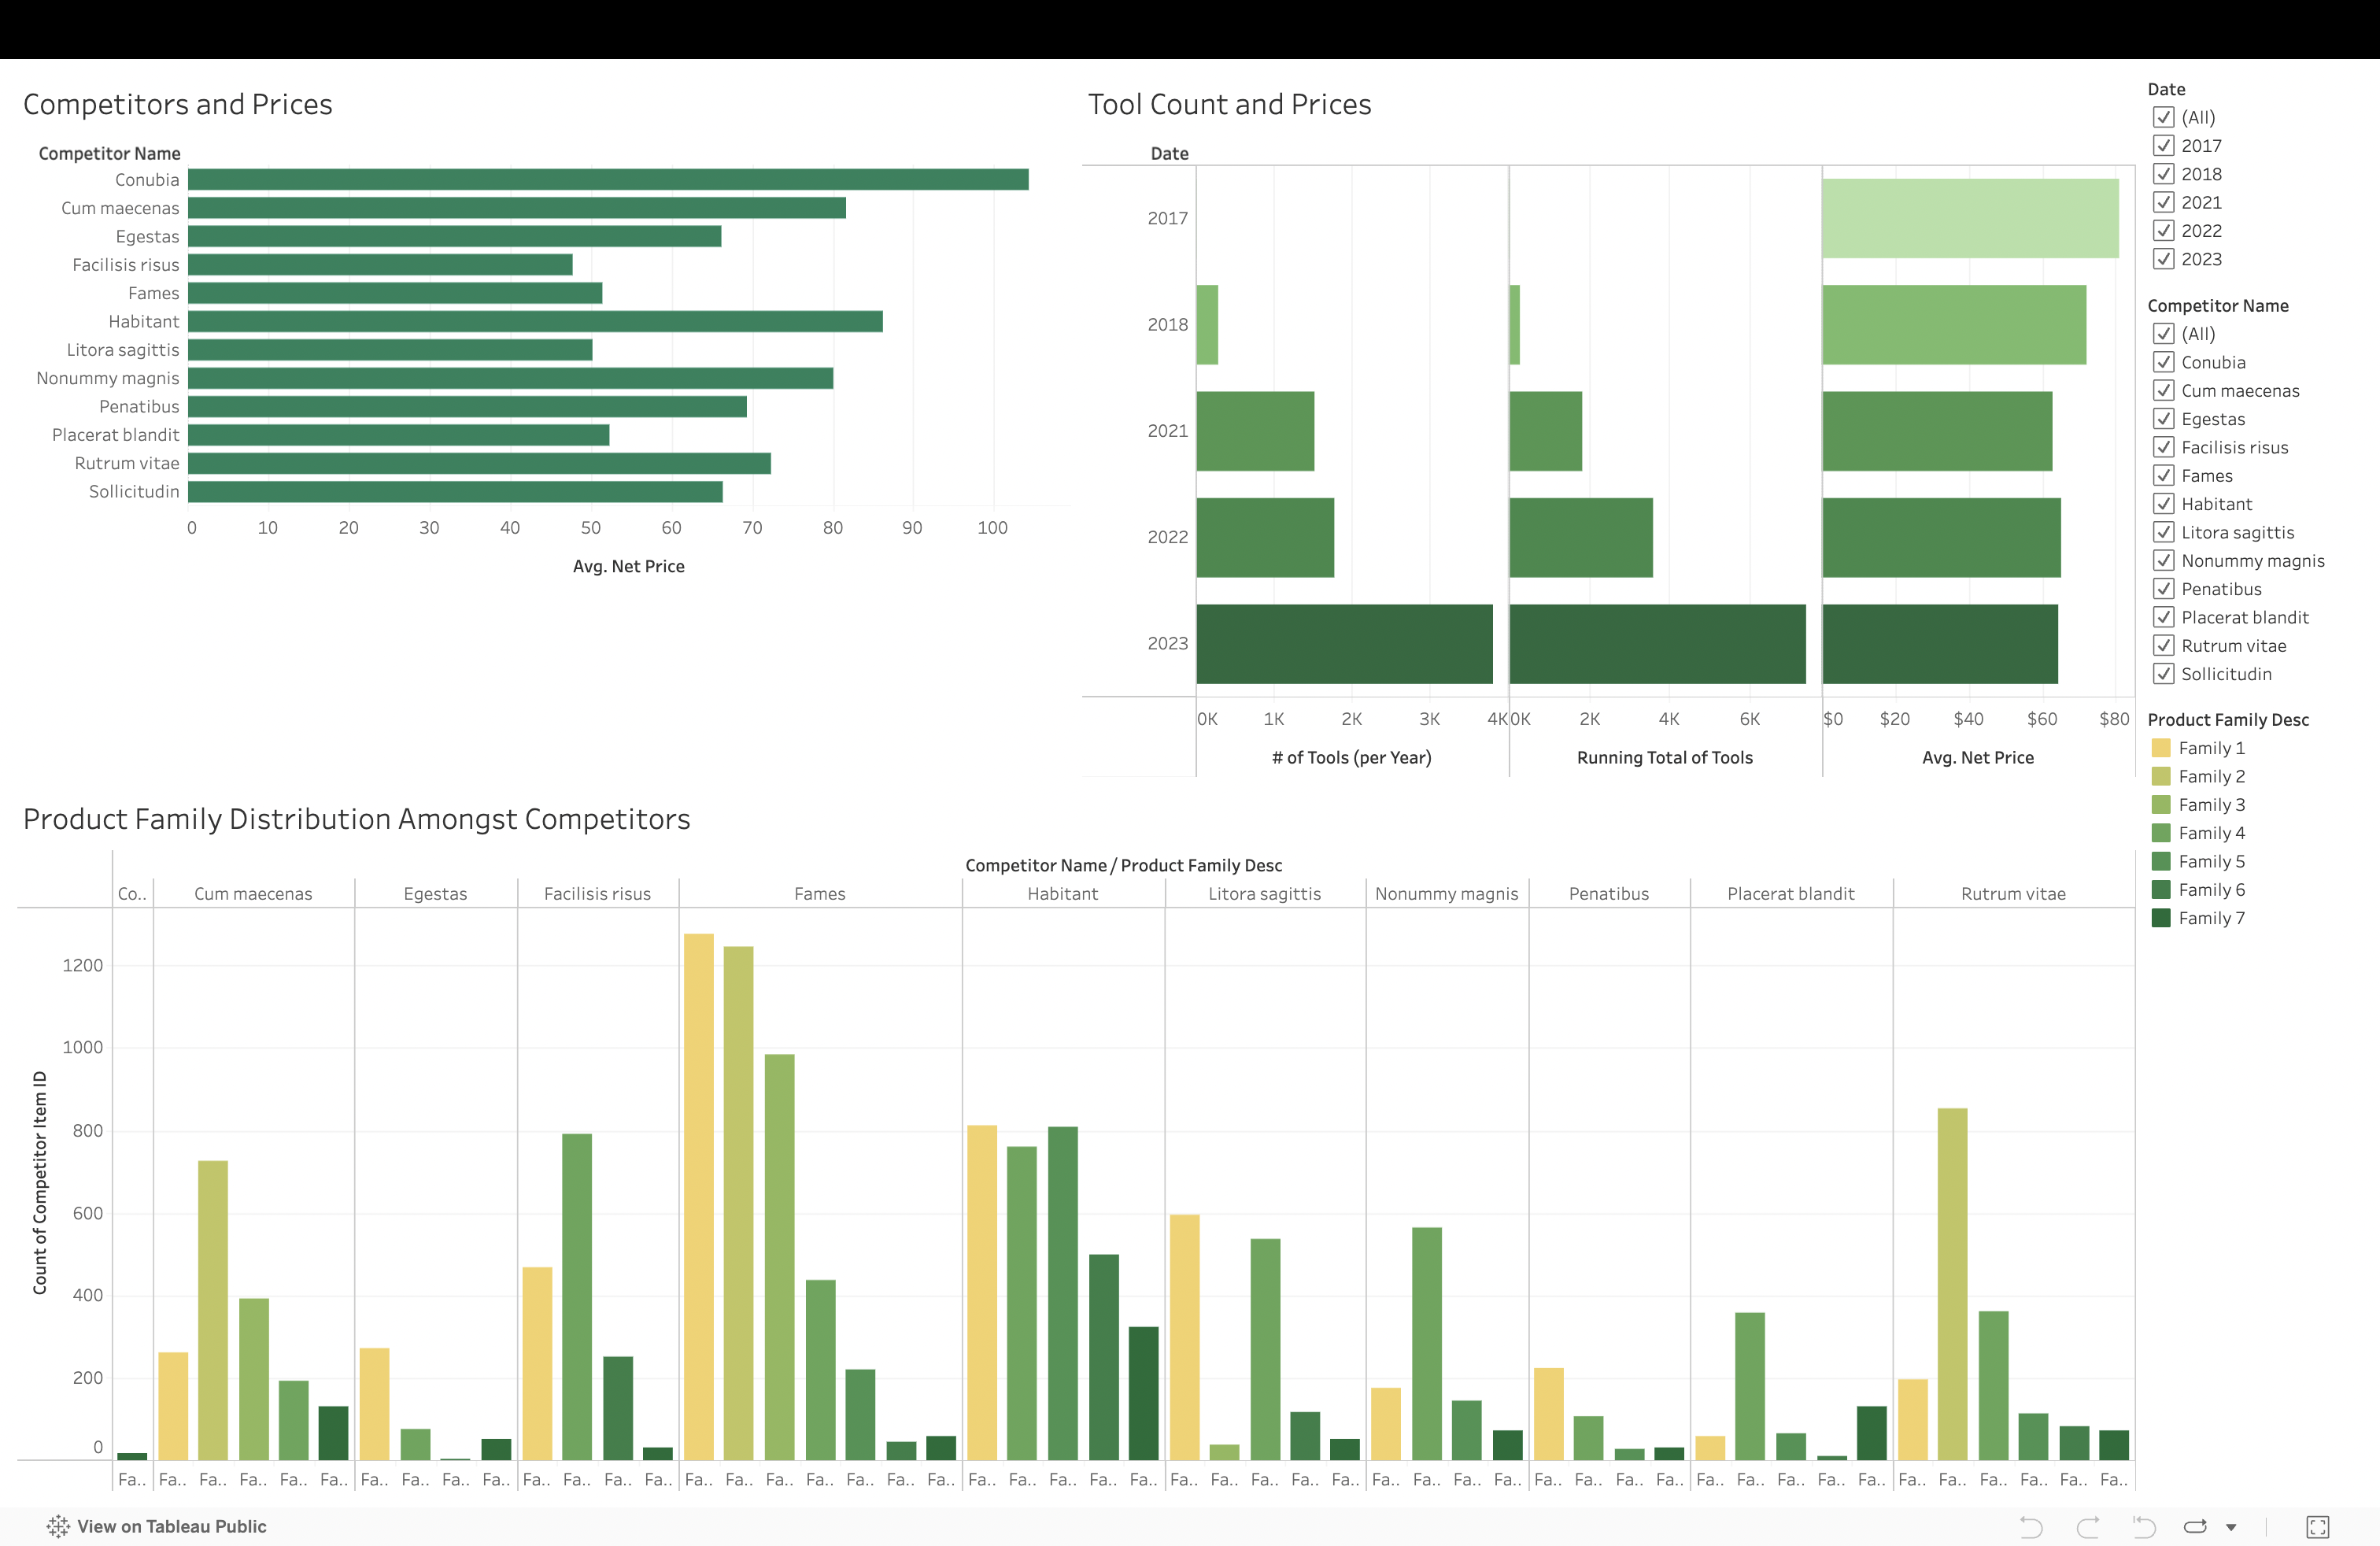 Competitors and Prices
Competitor Name
Conubia
Cum maecenas
Egestas
Facilisis risus
Fames
Habitant
Litora sagittis
Nonummy magnis
Penatibus
Placerat blandit
Rutrum vitae
Sollicitudin
0 10 20 30 40 50 60 70 80 90 100
Avg. Net Price
Tool Count and Prices
Date
2017
2018
2021
2022
2023
0K 1K 2K 3K 4K 0K 2K 4K 6K $0 $20 $40 $60 $80
# of Tools (per Year) Running Total of Tools Avg. Net Price
Date
(All)
2017
2018
2021
2022
2023
Competitor Name
(All)
Conubia
Cum maecenas
Egestas
Facilisis risus
Fames
Habitant
Litora sagittis
Nonummy magnis
Penatibus
Placerat blandit
Rutrum vitae
Sollicitudin
Product Family Desc
Family 1
Family 2
Family 3
Family 4
Family 5
Family 6
Family 7
Product Family Distribution Amongst Competitors
Competitor Name / Product Family Desc
Co.. Cum maecenas Egestas Facilisis risus Fames Habitant Litora sagittis Nonummy magnis Penatibus Placerat blandit Rutrum vitae
Count of Competitor Item ID
1200
1000
800
600
400
200
0
Fa.. Fa.. Fa.. Fa.. Fa.. Fa.. Fa.. Fa.. Fa.. Fa.. Fa.. Fa.. Fa.. Fa.. Fa.. Fa.. Fa.. Fa.. Fa.. Fa.. Fa.. Fa.. Fa.. Fa.. Fa.. Fa.. Fa.. Fa.. Fa.. Fa.. Fa.. Fa.. Fa.. Fa.. Fa.. Fa.. Fa.. Fa.. Fa.. Fa.. Fa.. Fa.. Fa.. Fa.. Fa.. Fa.. Fa.. Fa.. Fa.. Fa..
View on Tableau Public